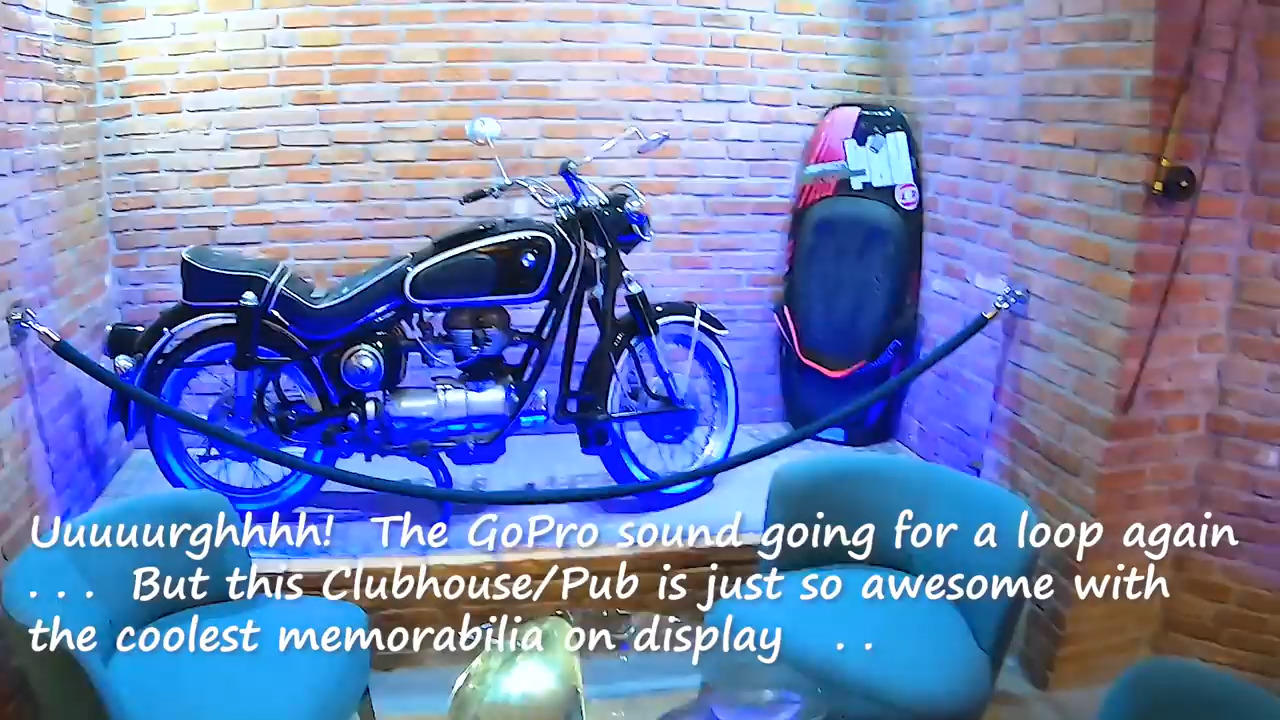 Uuuuurghhhh! The GoPro sound going for a loop again
. . . But this Clubhouse/Pub is just so awesome with
the coolest memorabilia on display . .